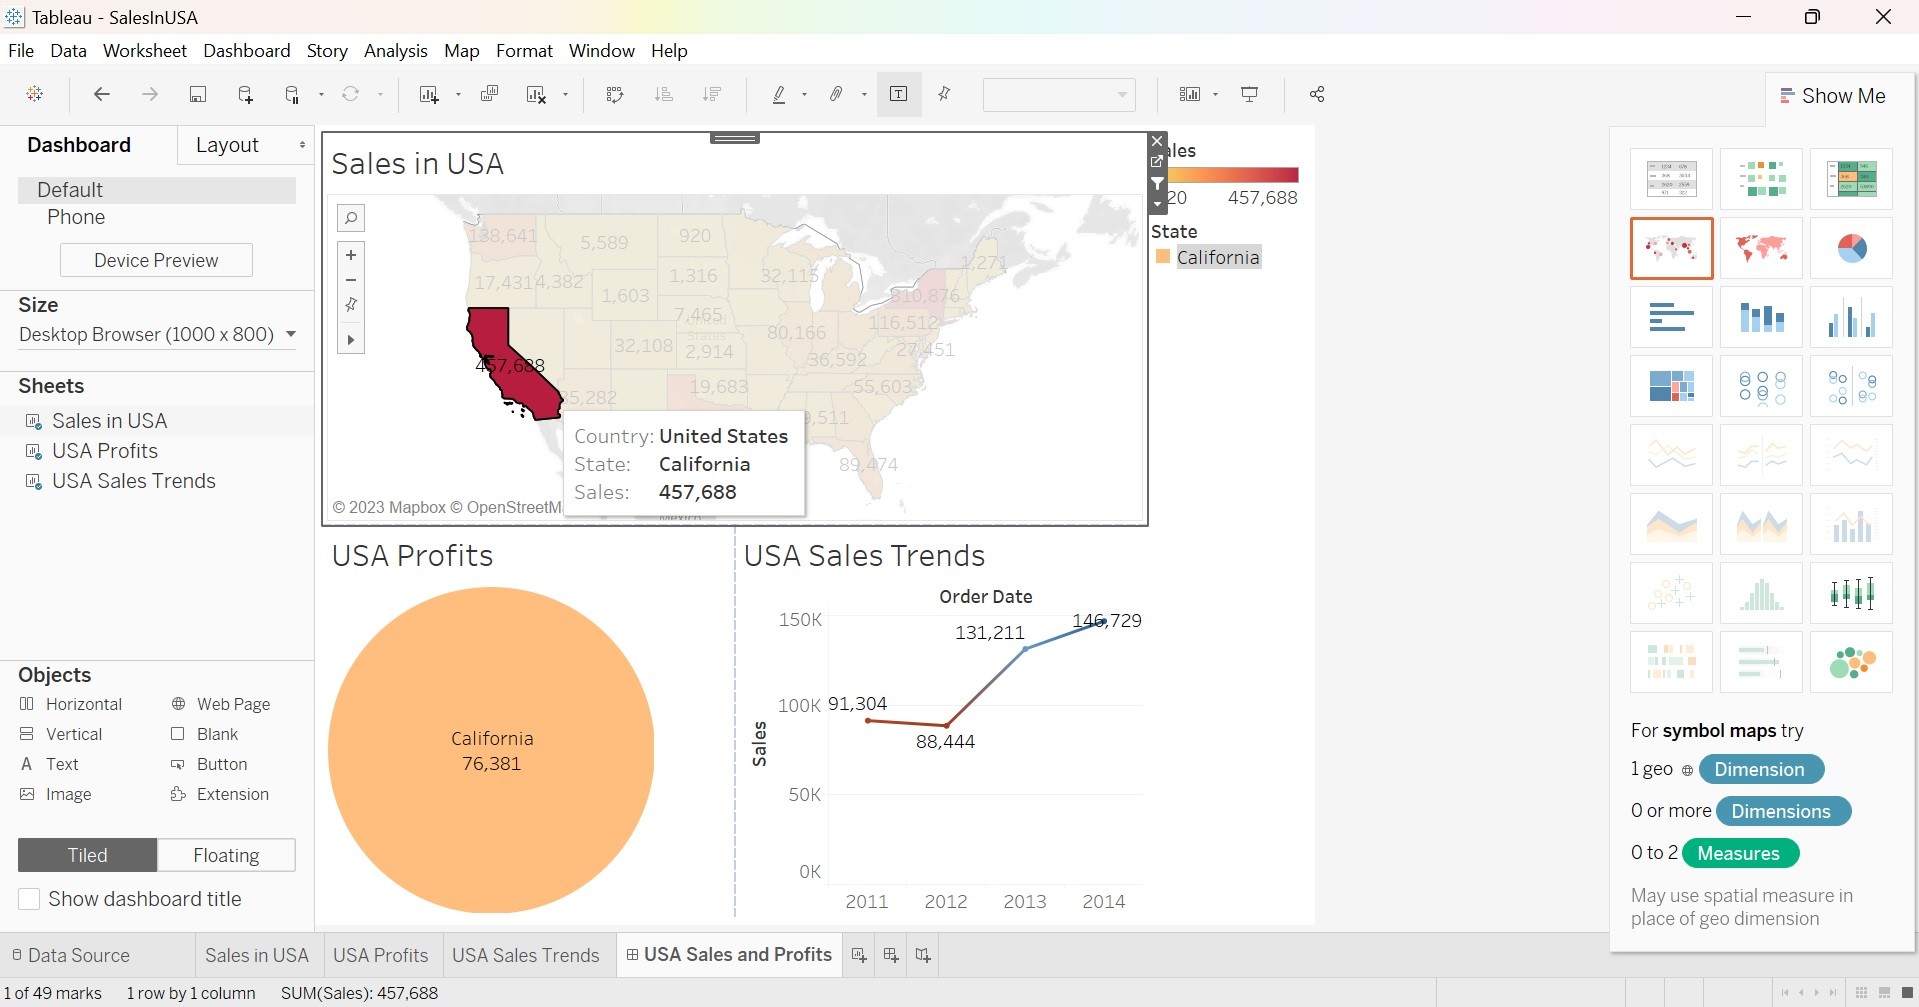 Tableau - SalesInUSA
File Data Worksheet Dashboard Story Analysis Map Format Window Help
Show Me
Dashboard
Layout
Default
Phone
Device Preview
Size
Desktop Browser (1000 x 800)
Sheets
Sales in USA
USA Profits
USA Sales Trends
Objects
Horizontal
Web Page
Vertical
Blank
Text
Button
Image
Extension
Tiled
Floating
Show dashboard title
Sales in USA
138,641
5,589
920
1,271
17,431
4,382
1,316
32,115
310,876
1,603
7,465
116,512
United
States
80,166
457,688
32,108
2,914
36,592
27,451
19,683
55,603
89,474
Country: United States
State: California
Sales: 457,688
© 2023 Mapbox © OpenStreetM
Mexico
ales
20
457,688
State
California
USA Profits
California
76,381
USA Sales Trends
Order Date
150K
100K
50K
0K
Sales
91,304
88,444
131,211
146,729
2011
2012
2013
2014
For symbol maps try
1 geo Dimension
0 or more Dimensions
0 to 2 Measures
May use spatial measure in
place of geo dimension
Data Source
Sales in USA
USA Profits
USA Sales Trends
USA Sales and Profits
1 of 49 marks
1 row by 1 column
SUM(Sales): 457,688